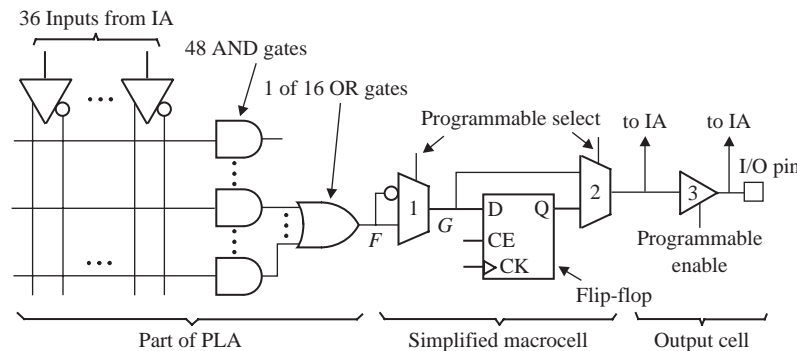 36 Inputs from IA
48 AND gates
1 of 16 OR gates
Programmable select
to IA
to IA
I/O pin
1
2
3
F
G
D
Q
CE
CK
Programmable
enable
Flip-flop
Part of PLA
Simplified macrocell
Output cell